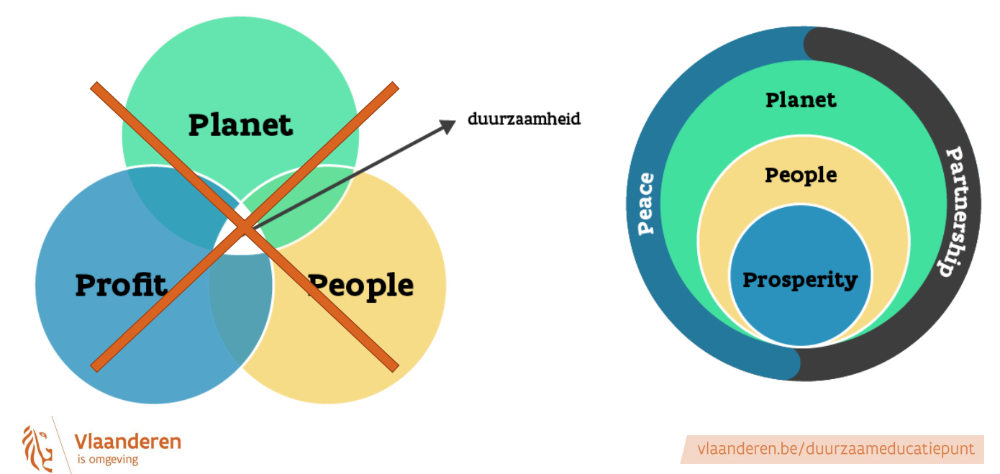 Planet
duurzaamheid
Profit
People
Planet
People
Prosperity
Peace
Partnership
Vlaanderen
is omgeving
vlaanderen.be/duurzaameducatiepunt